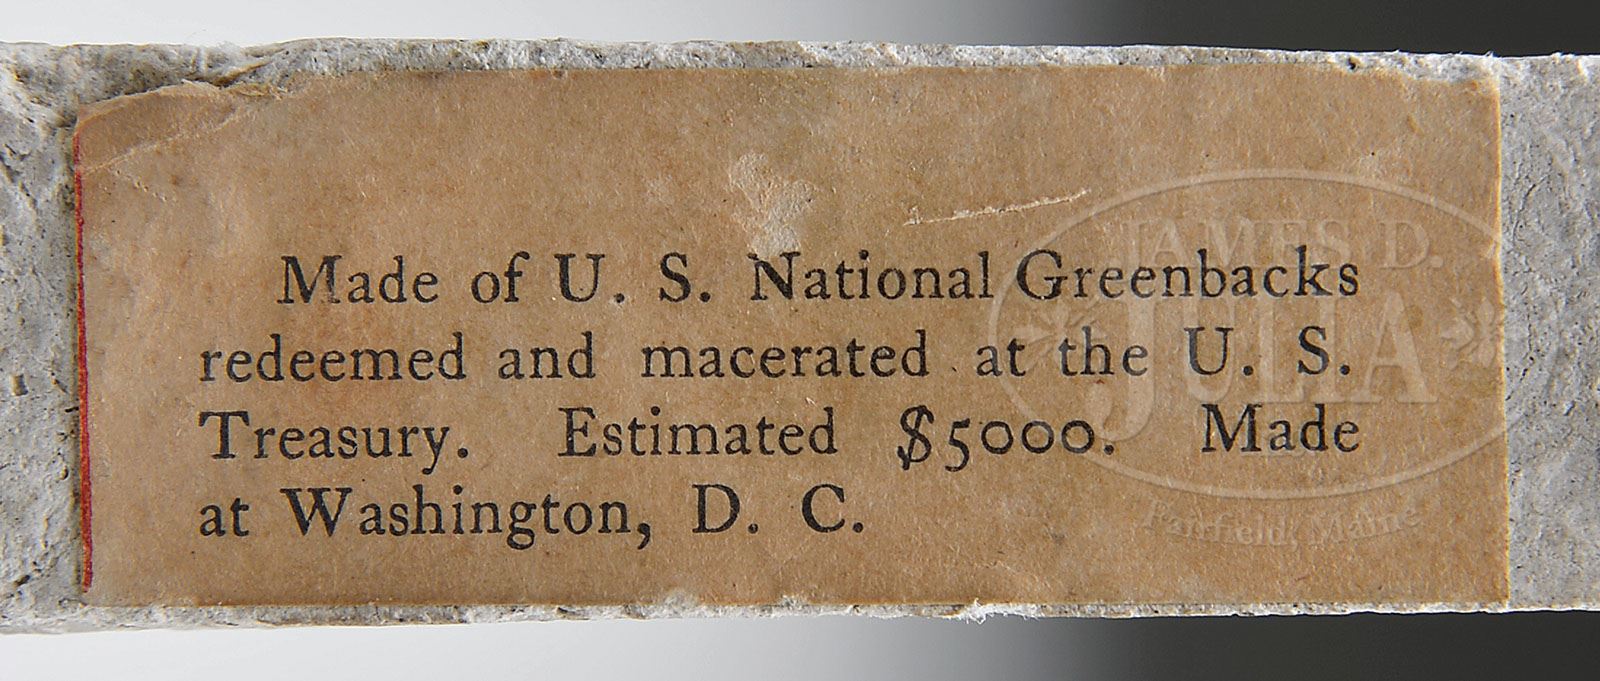 Made of U. S. National Greenbacks
redeemed and macerated at the U. S.
Treasury. Estimated $5000. Made
at Washington, D. C.
JAMES D.
JULIA
Fairfield, Maine